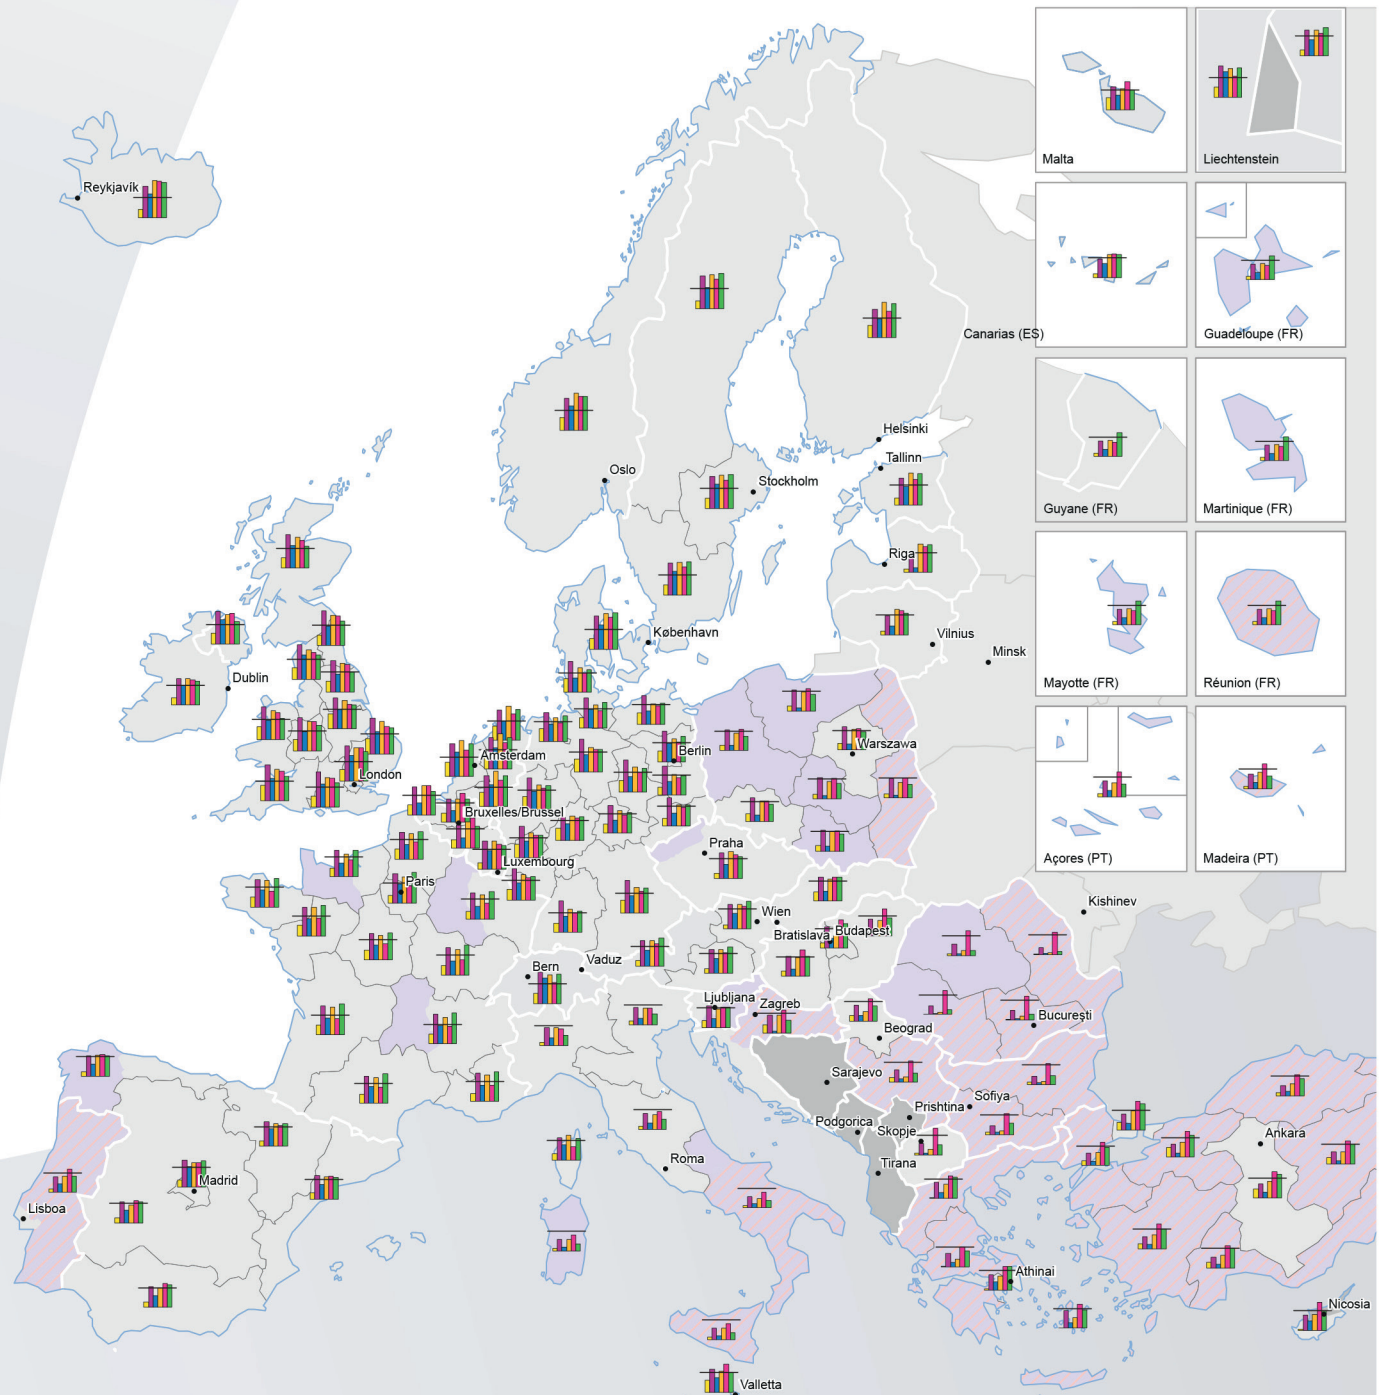 Malta
Liechtenstein
Reykjavík
Canarias (ES)
Guadeloupe (FR)
Helsinki
Tallinn
Oslo
Stockholm
Guyane (FR)
Martinique (FR)
Riga
København
Vilnius
Minsk
Dublin
Mayotte (FR)
Réunion (FR)
Warszawa
Berlin
Amsterdam
London
Bruxelles/Brussel
Praha
Luxembourg
Açores (PT)
Madeira (PT)
Paris
Kishinev
Wien
Bratislava
Budapest
Vaduz
Bern
Ljubljana
Zagreb
Bucureşti
Beograd
Sarajevo
Sofiya
Prishtina
Podgorica
Skopje
Ankara
Roma
Tirana
Madrid
Lisboa
Athinai
Nicosia
Valletta